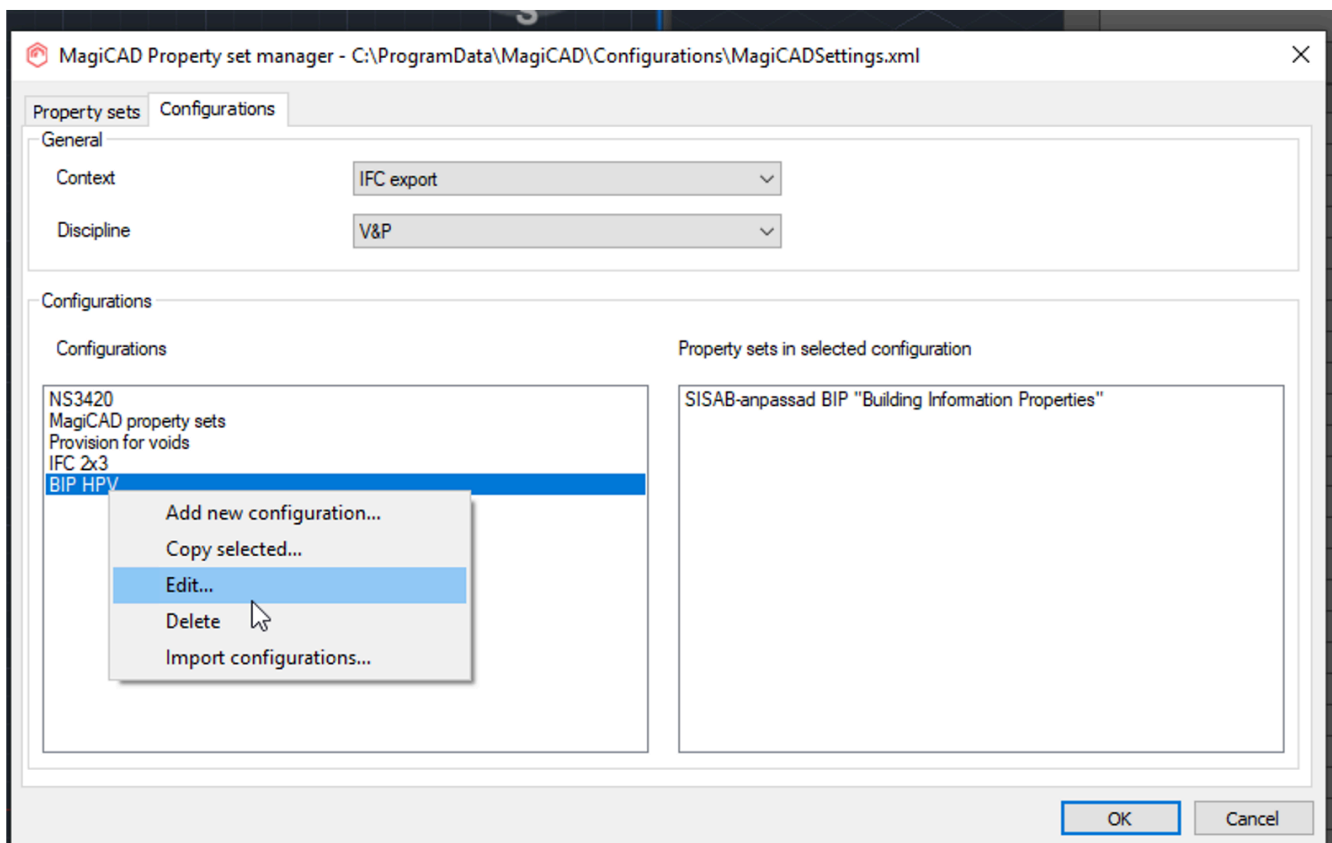 S
MagiCAD Property set manager - C:\ProgramData\MagiCAD\Configurations\MagiCADSettings.xml
Property sets
Configurations
General
Context
IFC export
Discipline
V&P
Configurations
Configurations
Property sets in selected configuration
NS3420
MagiCAD property sets
Provision for voids
IFC 2x3
BIP HPV
SISAB-anpassad BIP "Building Information Properties"
Add new configuration...
Copy selected...
Edit...
Delete
Import configurations...
OK
Cancel